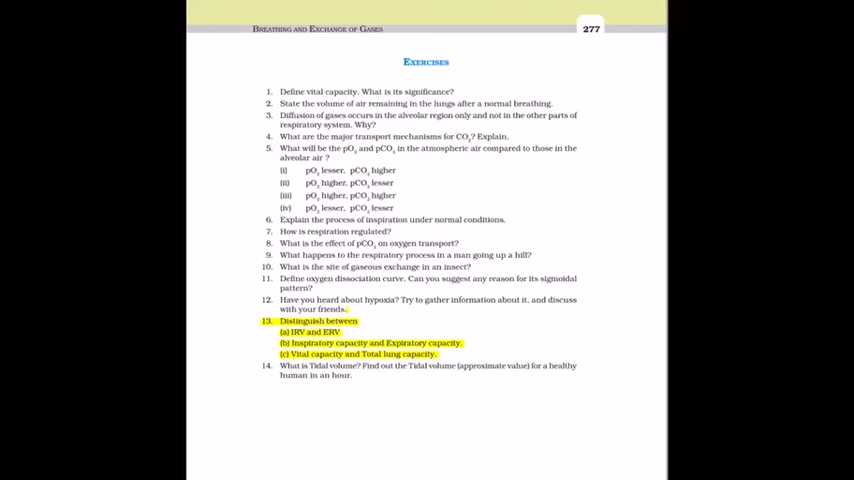 BREATHING AND EXCHANGE OF GASES
277
EXERCISES
1. Define vital capacity. What is its significance?
2. State the volume of air remaining in the lungs after a normal breathing.
3. Diffusion of gases occurs in the alveolar region only and not in the other parts of
respiratory system. Why?
4. What are the major transport mechanisms for CO₂? Explain.
5. What will be the pO₂ and pCO₂ in the atmospheric air compared to those in the
alveolar air ?
(i) pO₂ lesser, pCO₂ higher
(ii) pO₂ higher, pCO₂ lesser
(iii) pO₂ higher, pCO₂ higher
(iv) pO₂ lesser, pCO₂ lesser
6. Explain the process of inspiration under normal conditions.
7. How is respiration regulated?
8. What is the effect of pCO₂ on oxygen transport?
9. What happens to the respiratory process in a man going up a hill?
10. What is the site of gaseous exchange in an insect?
11. Define oxygen dissociation curve. Can you suggest any reason for its sigmoidal
pattern?
12. Have you heard about hypoxia? Try to gather information about it, and discuss
with your friends.
13. Distinguish between
(a) IRV and ERV
(b) Inspiratory capacity and Expiratory capacity.
(c) Vital capacity and Total lung capacity.
14. What is Tidal volume? Find out the Tidal volume (approximate value) for a healthy
human in an hour.